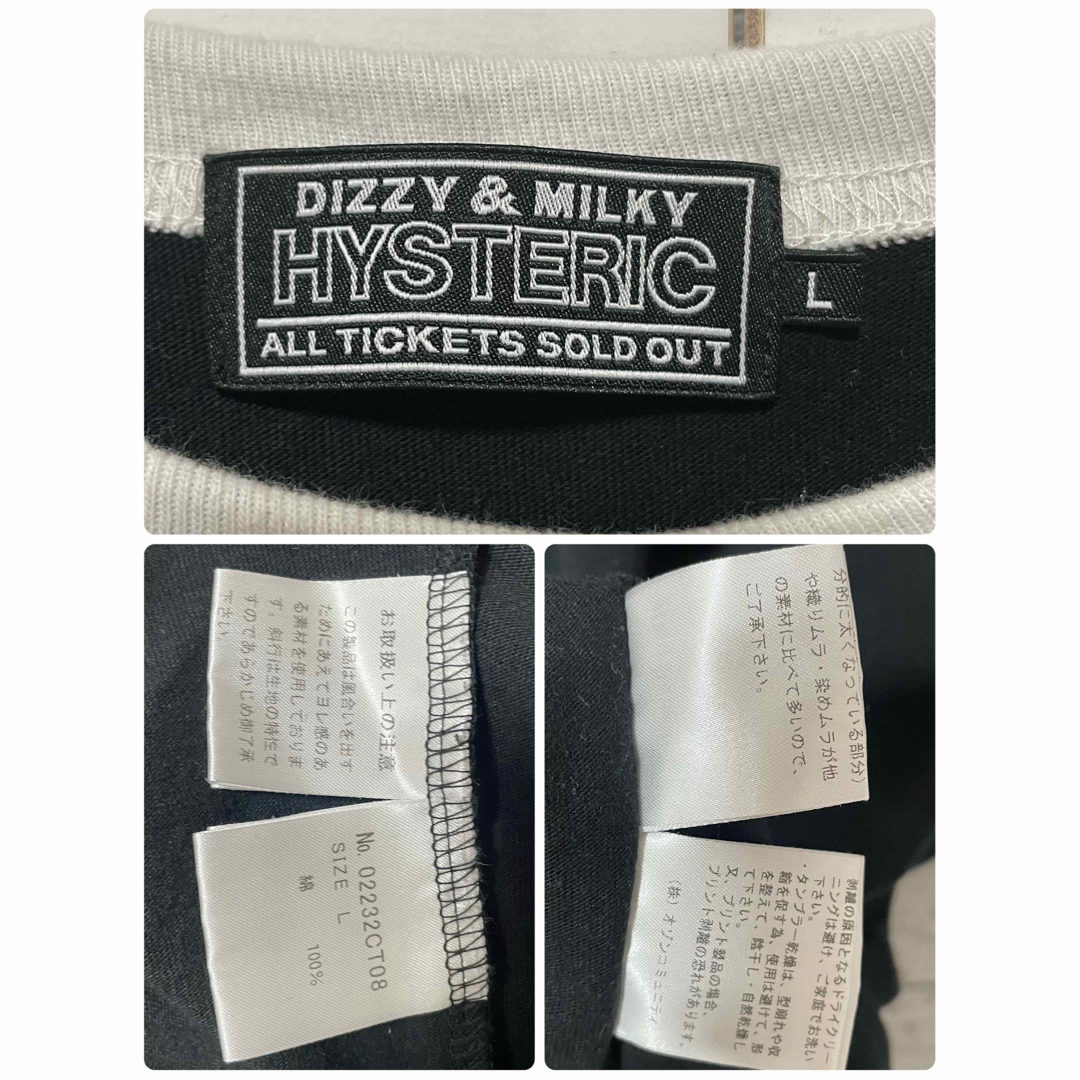 DiZZY & MILKY
HYSTERIC
ALL TICKETS SOLD OUT
L
お取扱い上の注意
この製品は風合いを出す
ためにあえてヨレ感のあ
る素材を使用しておりま
す。斜行は生地の特性で
すのであらかじめ御了承
下さい
No. 02232CT08
SIZE L
綿 100%
分的に太くなっている部分)
や織りムラ・染めムラが他
の素材に比べて多いので、
ご了承下さい。
剥離の原因となるドライクリー
ニングは避け、ご家庭でお洗い
下さい。
・タンブラー乾燥は、型崩れや収
縮を促す為、使用は避けて、形
を整えて、陰干し・自然乾燥し
て下さい。
又、プリント製品の場合、
プリント剥離の恐れがあります。
(株)オゾンコミュニティ